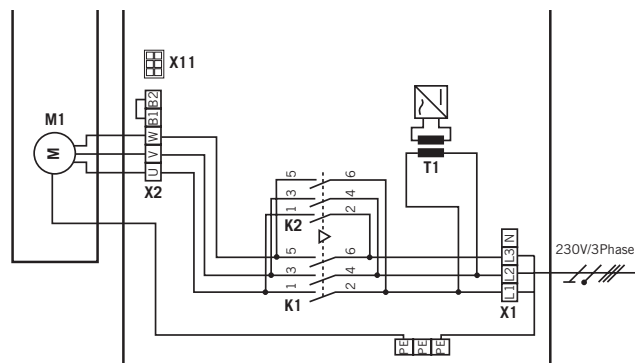 X11
M1
M
B2
B1
W
V
U
X2
T1
5
6
3
4
1
2
K2
5
6
3
4
1
2
K1
N
L3
L2
L1
X1
230V/3Phase
PE
PE
PE